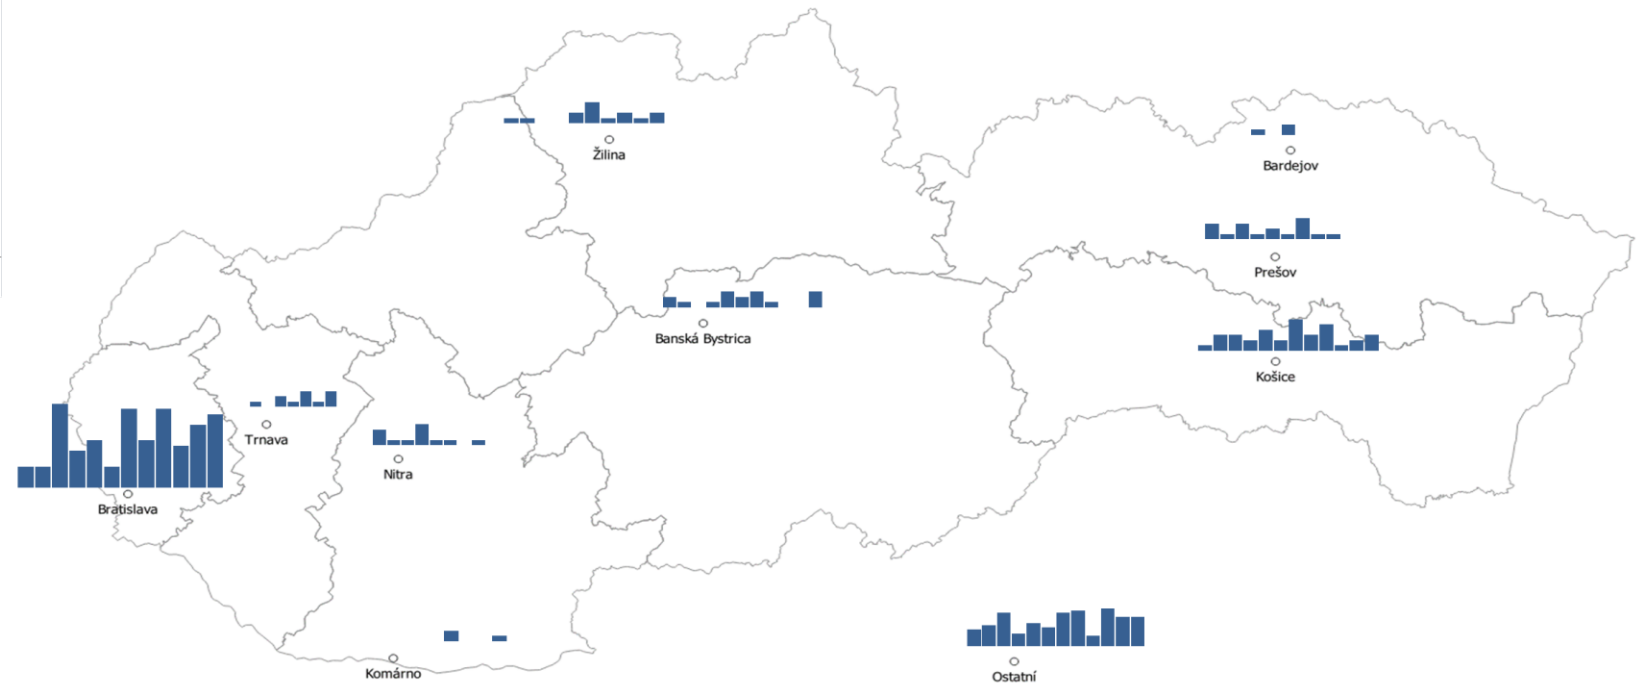 Žilina
Bardejov
Prešov
Banská Bystrica
Košice
Trnava
Nitra
Bratislava
Komárno
Ostatní